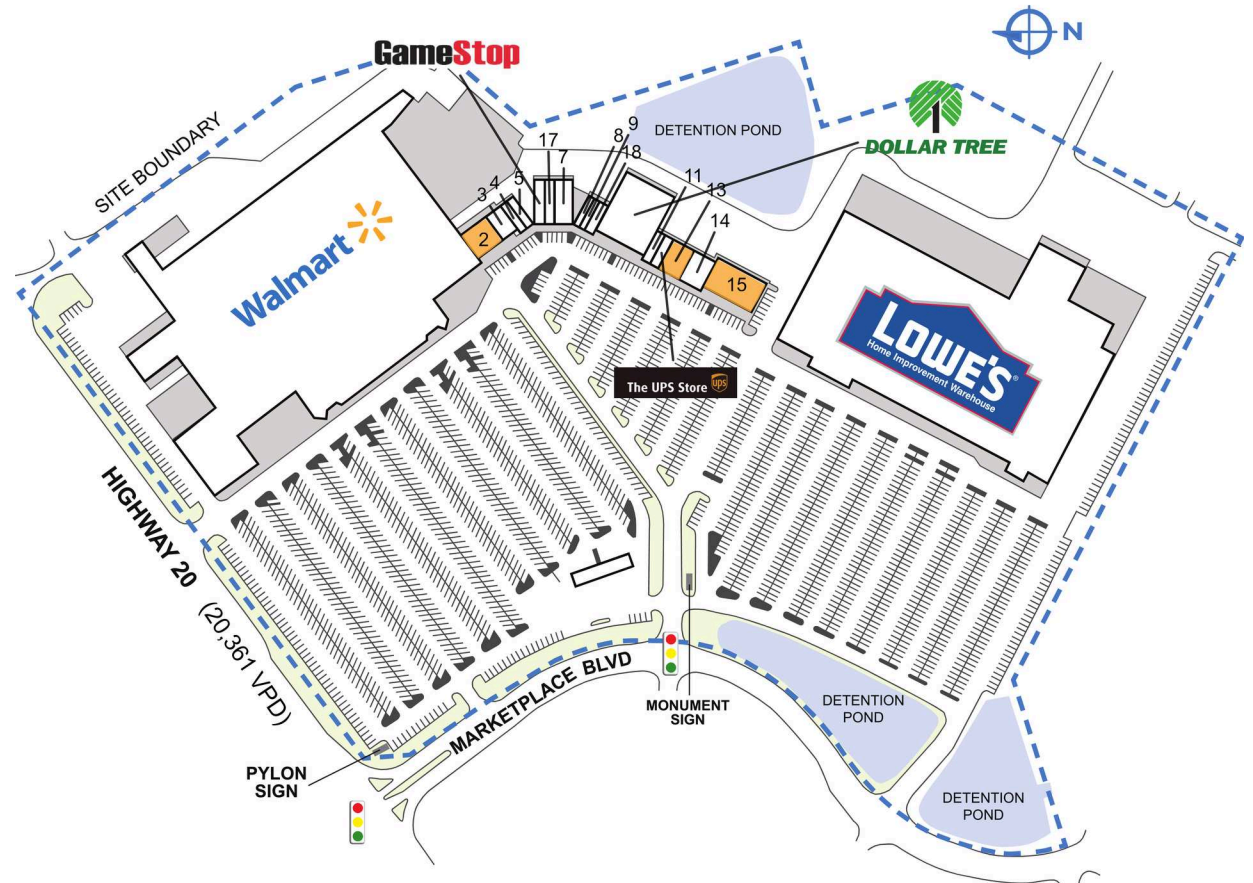 N
GameStop
DOLLAR TREE
SITE BOUNDARY
DETENTION POND
9
8
18
17
7
5
4
3
2
11
13
14
15
Walmart
LOWE'S®
Home Improvement Warehouse
The UPS Store ups
HIGHWAY 20 (20,361 VPD)
MARKETPLACE BLVD
MONUMENT
SIGN
PYLON
SIGN
DETENTION
POND
DETENTION
POND